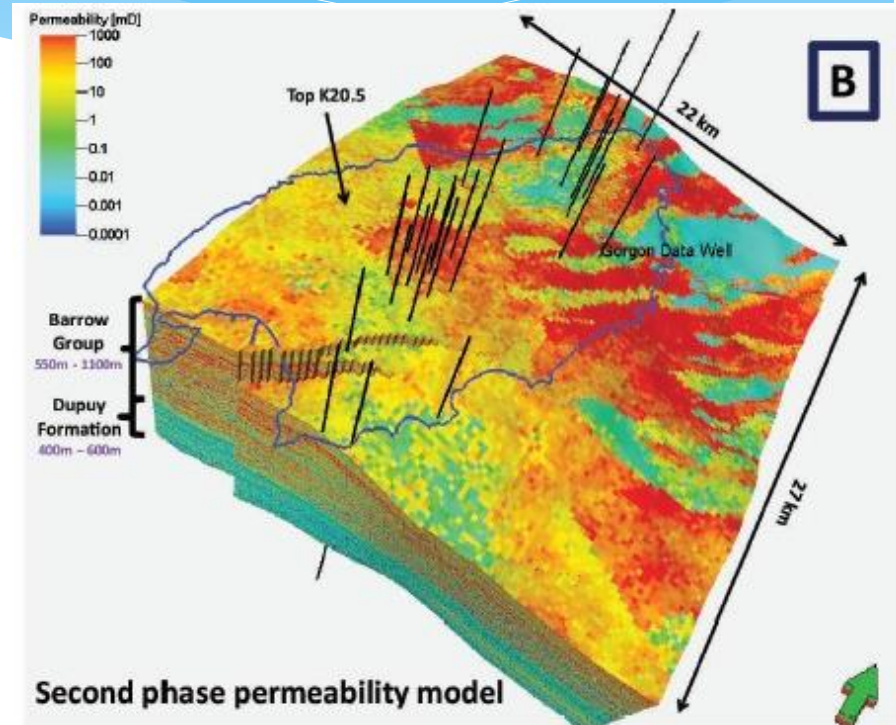 Permeability [mD]
1000
100
10
1
0.1
0.01
0.001
0.0001
Top K20.5
B
22 km
Gorgon Data Well
Barrow
Group
550m - 1100m
Dupuy
Formation
400m – 600m
27 km
Second phase permeability model